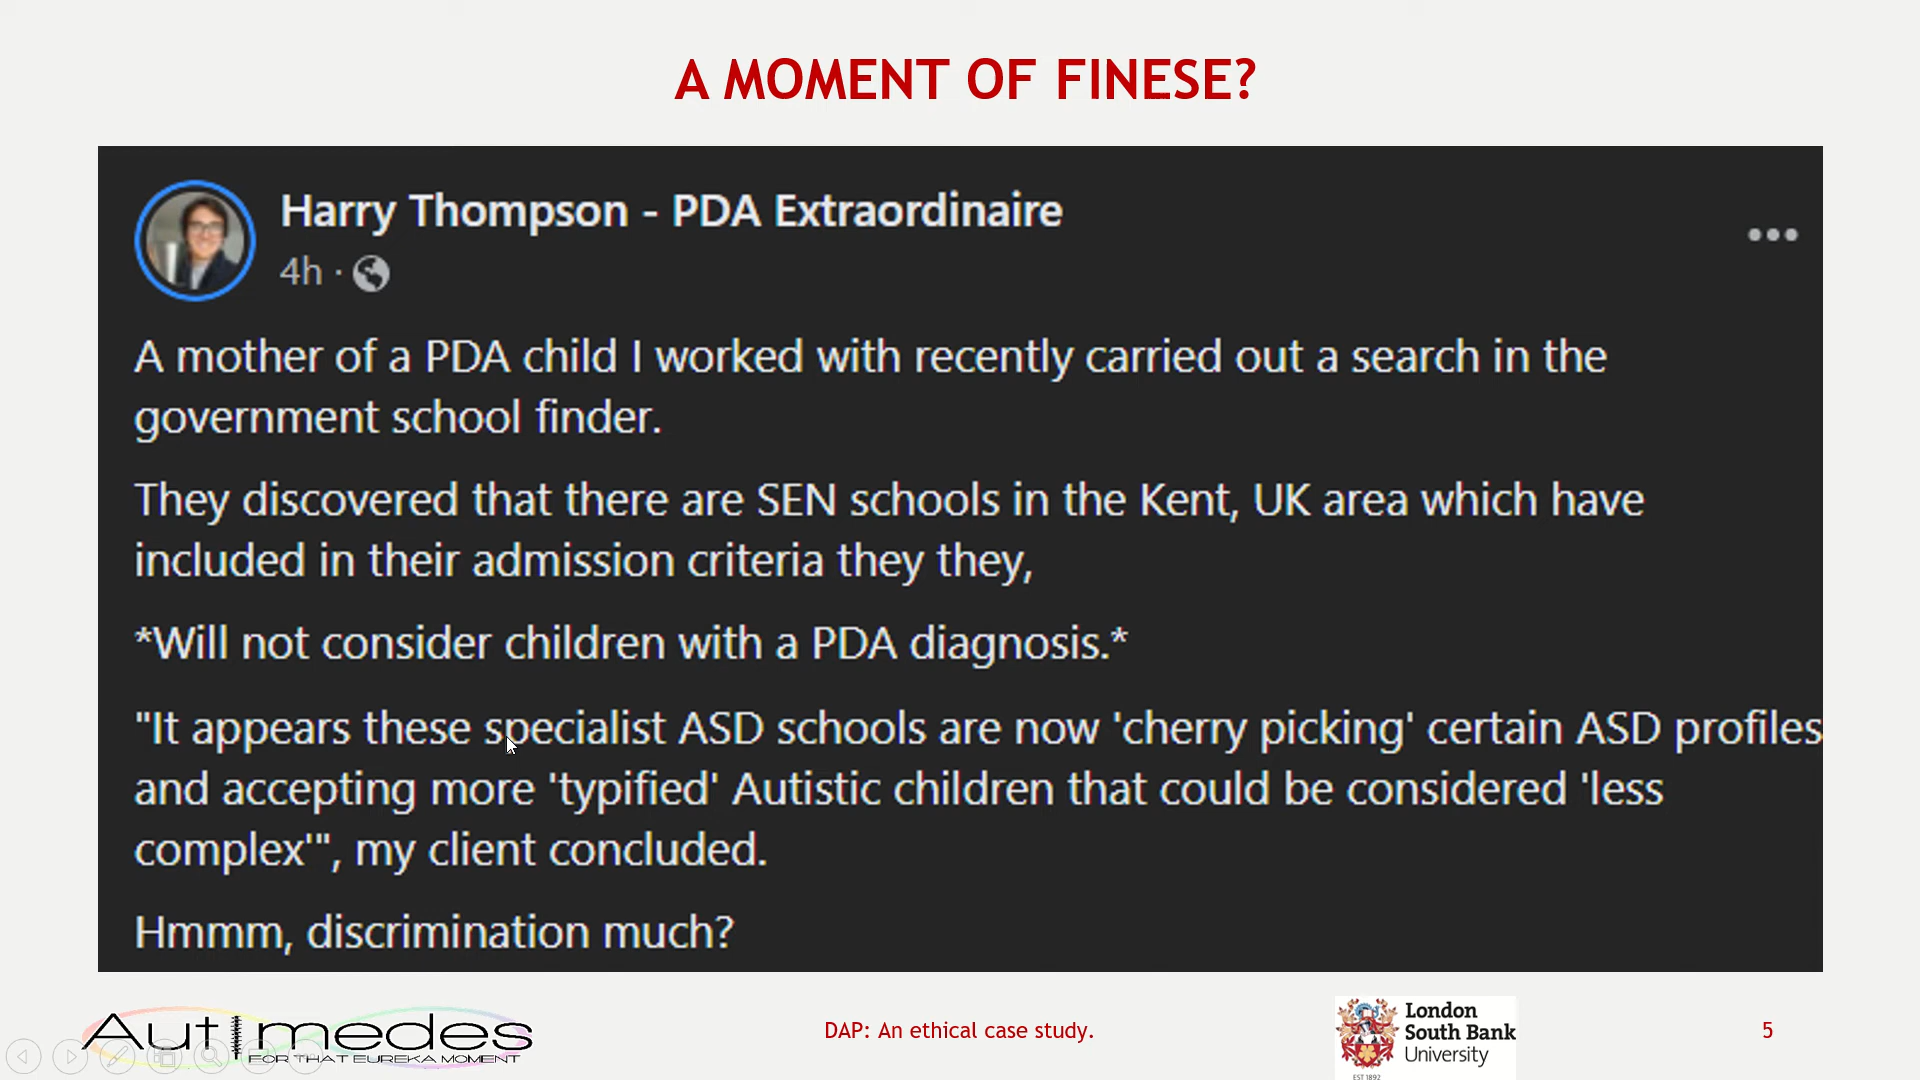 A MOMENT OF FINESE?
Harry Thompson - PDA Extraordinaire
4h ·
A mother of a PDA child I worked with recently carried out a search in the
government school finder.
They discovered that there are SEN schools in the Kent, UK area which have
included in their admission criteria they they,
*Will not consider children with a PDA diagnosis.*
"It appears these specialist ASD schools are now 'cherry picking' certain ASD profiles
and accepting more 'typified' Autistic children that could be considered 'less
complex'", my client concluded.
Hmmm, discrimination much?
Autimedes
FOR THAT EUREKA MOMENT
DAP: An ethical case study.
London
South Bank
University
EST 1892
5